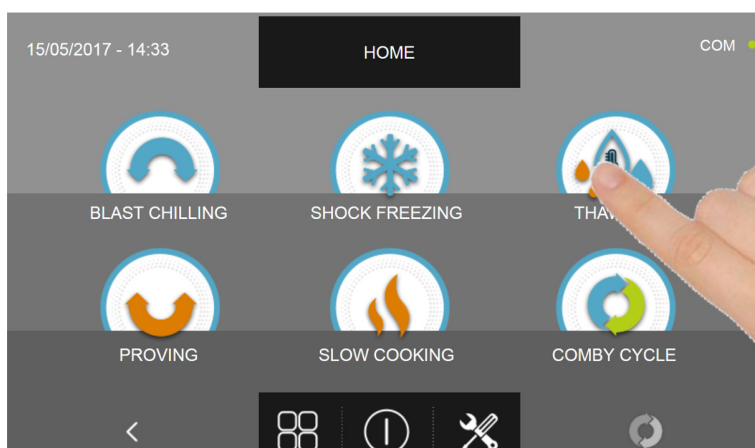 15/05/2017 - 14:33
HOME
COM
BLAST CHILLING
SHOCK FREEZING
PROVING
SLOW COOKING
COMBY CYCLE